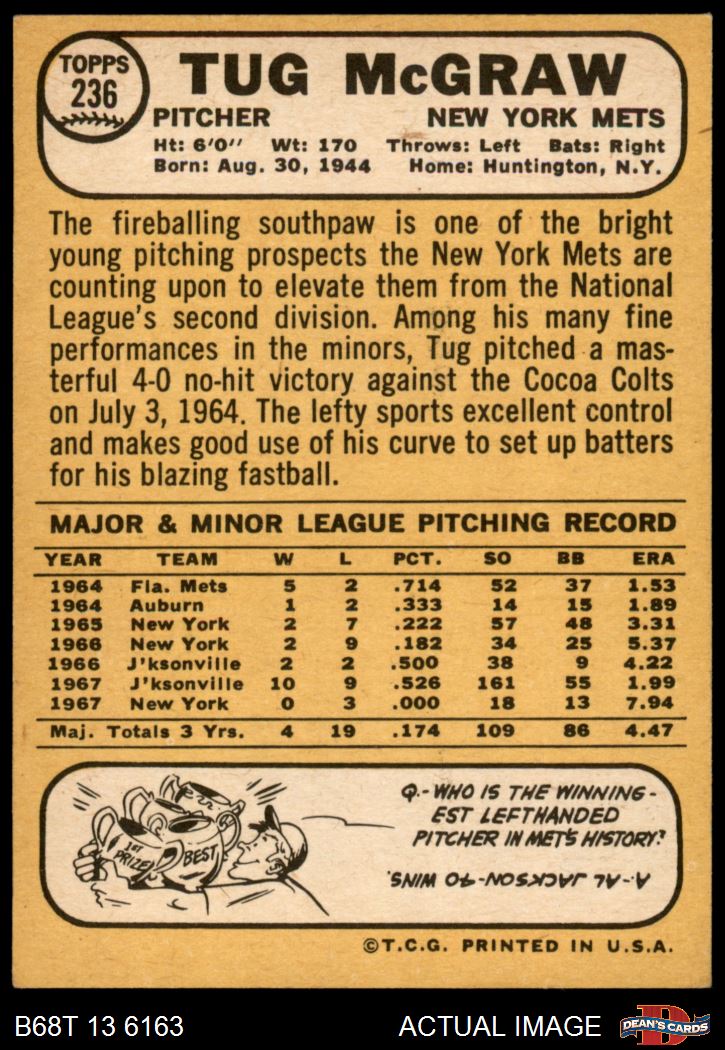 TOPPS
236
TUG McGRAW
PITCHER NEW YORK METS
Ht: 6'0" Wt: 170 Throws: Left Bats: Right
Born: Aug. 30, 1944 Home: Huntington, N.Y.
The fireballing southpaw is one of the bright
young pitching prospects the New York Mets are
counting upon to elevate them from the National
League's second division. Among his many fine
performances in the minors, Tug pitched a mas-
terful 4-0 no-hit victory against the Cocoa Colts
on July 3, 1964. The lefty sports excellent control
and makes good use of his curve to set up batters
for his blazing fastball.
MAJOR & MINOR LEAGUE PITCHING RECORD
YEAR TEAM W L PCT. SO BB ERA
1964 Fla. Mets 5 2 .714 52 37 1.53
1964 Auburn 1 2 .333 14 15 1.89
1965 New York 2 7 .222 57 48 3.31
1966 New York 2 9 .182 34 25 5.37
1966 J'ksonville 2 2 .500 38 9 4.22
1967 J'ksonville 10 9 .526 161 55 1.99
1967 New York 0 3 .000 18 13 7.94
Maj. Totals 3 Yrs. 4 19 .174 109 86 4.47
1ST
PRIZE
BEST
Q.- WHO IS THE WINNING-
EST LEFTHANDED
PITCHER IN MET'S HISTORY?
A.- AL JACKSON-40 WINS.
©T.C.G. PRINTED IN U.S.A.
B68T 13 6163 ACTUAL IMAGE
D
DEAN'S CARDS